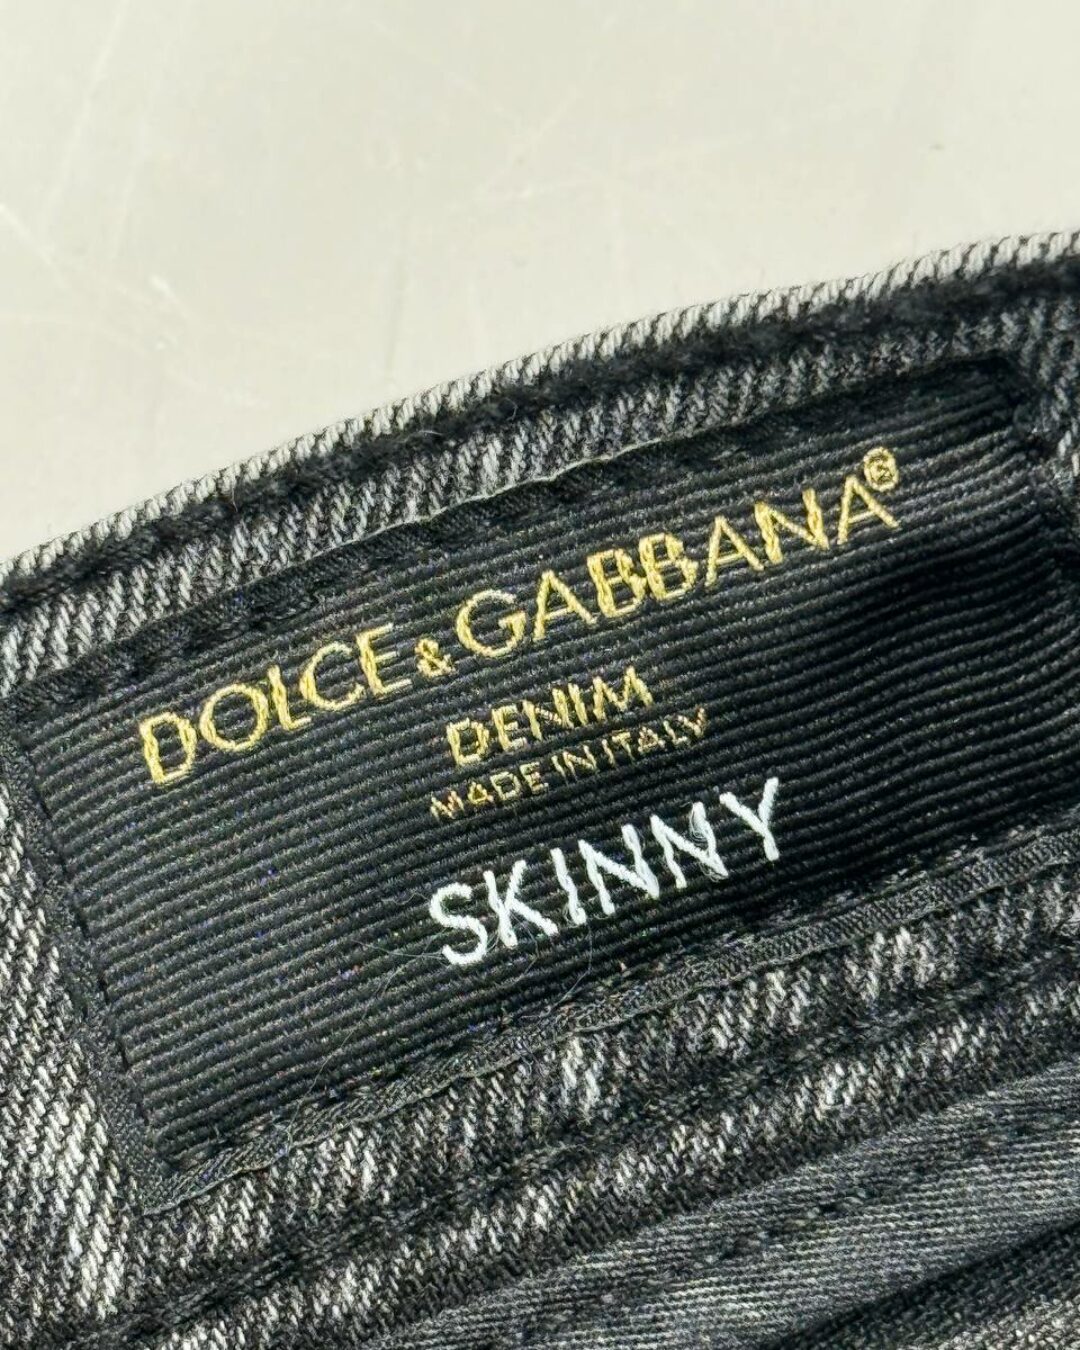 DOLCE & GABBANA®
DENIM
MADE IN ITALY
SKINNY